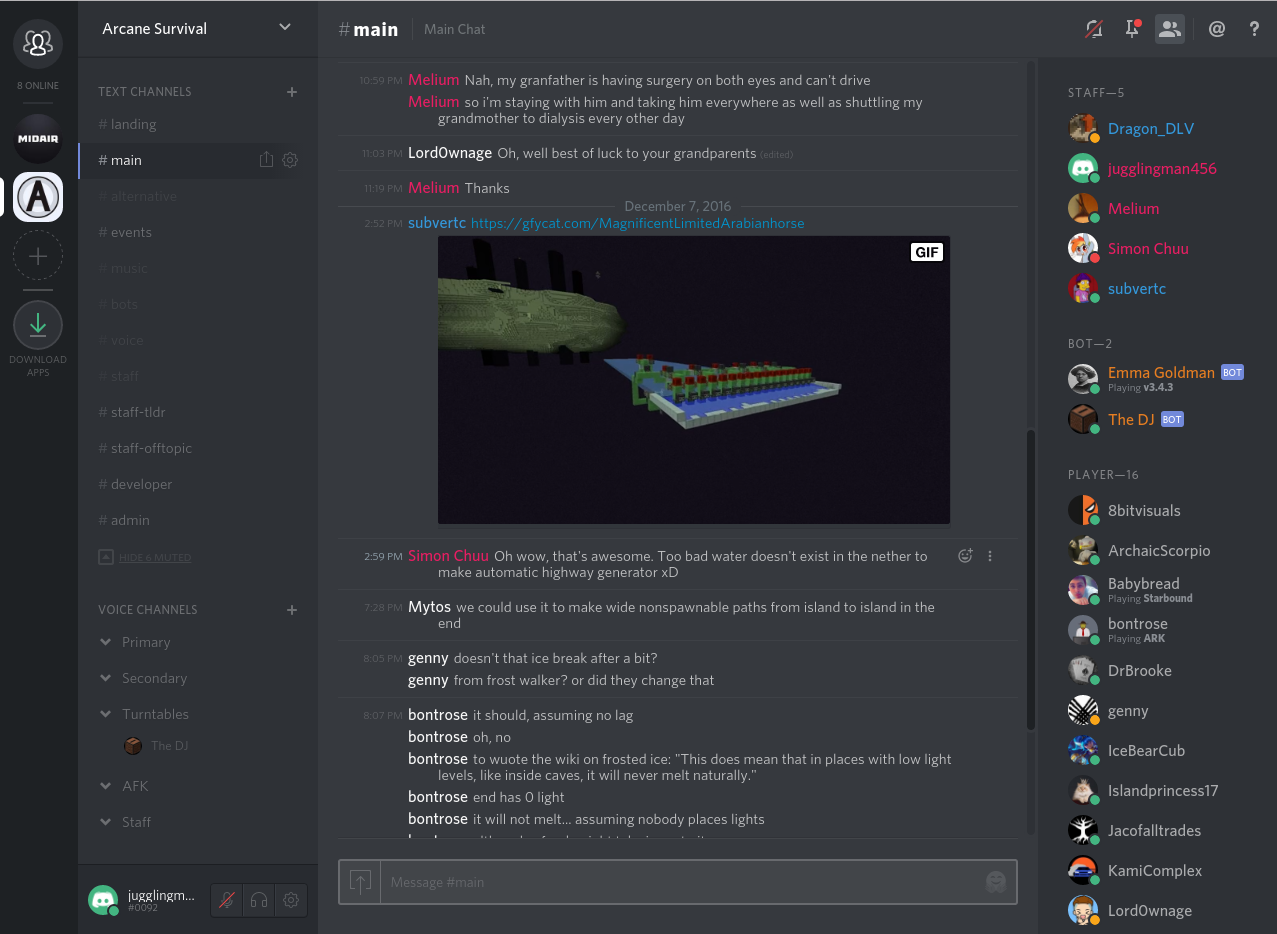 8 ONLINE
MIDAIR
A
DOWNLOAD
APPS
Arcane Survival
TEXT CHANNELS
# landing
# main
# alternative
# events
# music
# bots
# voice
# staff
# staff-tldr
# staff-offtopic
# developer
# admin
HIDE 6 MUTED
VOICE CHANNELS
Primary
Secondary
Turntables
The DJ
AFK
Staff
jugglingm...
#0092
#main
Main Chat
@ ?
10:59 PM Melium Nah, my granfather is having surgery on both eyes and can't drive
Melium so i'm staying with him and taking him everywhere as well as shuttling my
grandmother to dialysis every other day
11:03 PM Lord0wnage Oh, well best of luck to your grandparents (edited)
11:19 PM Melium Thanks
December 7, 2016
2:52 PM subvertc https://gfycat.com/MagnificentLimitedArabianhorse
GIF
2:59 PM Simon Chuu Oh wow, that's awesome. Too bad water doesn't exist in the nether to
make automatic highway generator xD
7:28 PM Mytos we could use it to make wide nonspawnable paths from island to island in the
end
8:05 PM genny doesn't that ice break after a bit?
genny from frost walker? or did they change that
8:07 PM bontrose it should, assuming no lag
bontrose oh, no
bontrose to wuote the wiki on frosted ice: "This does mean that in places with low light
levels, like inside caves, it will never melt naturally."
bontrose end has 0 light
bontrose it will not melt... assuming nobody places lights
Message #main
STAFF—5
Dragon_DLV
jugglingman456
Melium
Simon Chuu
subvertc
BOT—2
Emma Goldman BOT
Playing v3.4.3
The DJ BOT
PLAYER—16
8bitvisuals
ArchaicScorpio
Babybread
Playing Starbound
bontrose
Playing ARK
DrBrooke
genny
IceBearCub
Islandprincess17
Jacofalltrades
KamiComplex
Lord0wnage